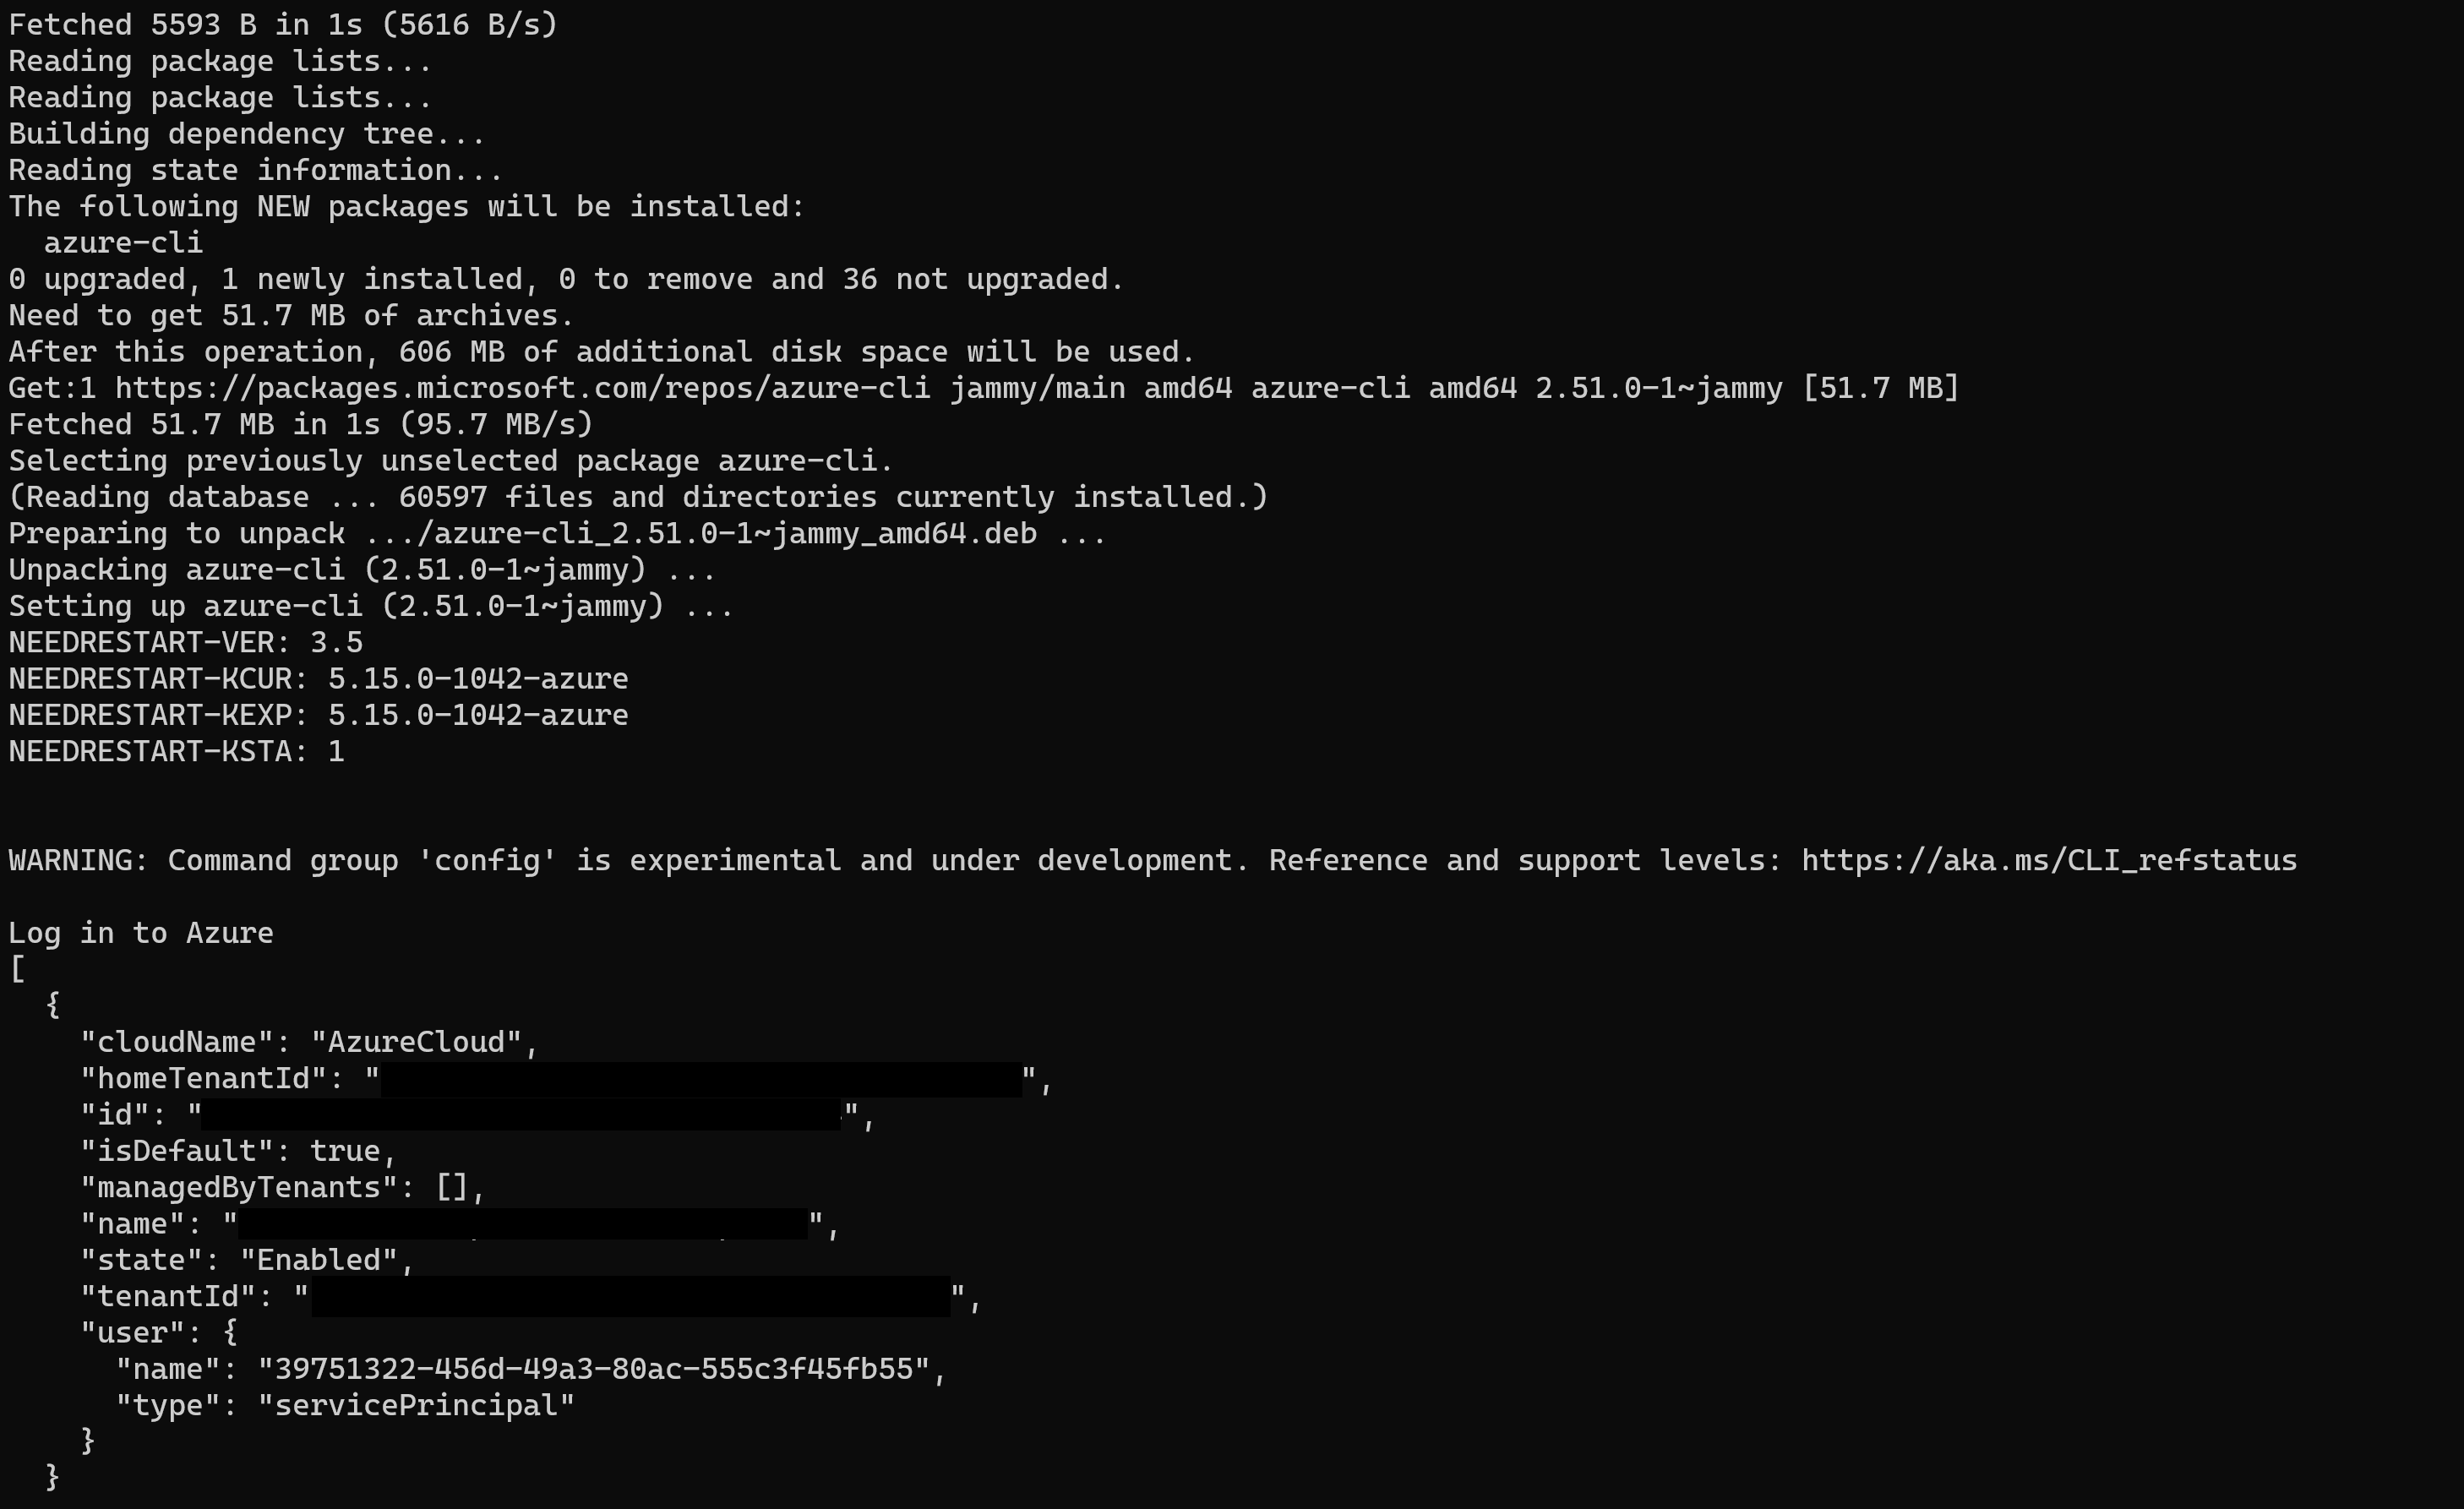 Fetched 5593 B in 1s (5616 B/s)
Reading package lists...
Reading package lists...
Building dependency tree...
Reading state information...
The following NEW packages will be installed:
  azure-cli
0 upgraded, 1 newly installed, 0 to remove and 36 not upgraded.
Need to get 51.7 MB of archives.
After this operation, 606 MB of additional disk space will be used.
Get:1 https://packages.microsoft.com/repos/azure-cli jammy/main amd64 azure-cli amd64 2.51.0-1~jammy [51.7 MB]
Fetched 51.7 MB in 1s (95.7 MB/s)
Selecting previously unselected package azure-cli.
(Reading database ... 60597 files and directories currently installed.)
Preparing to unpack .../azure-cli_2.51.0-1~jammy_amd64.deb ...
Unpacking azure-cli (2.51.0-1~jammy) ...
Setting up azure-cli (2.51.0-1~jammy) ...
NEEDRESTART-VER: 3.5
NEEDRESTART-KCUR: 5.15.0-1042-azure
NEEDRESTART-KEXP: 5.15.0-1042-azure
NEEDRESTART-KSTA: 1
WARNING: Command group 'config' is experimental and under development. Reference and support levels: https://aka.ms/CLI_refstatus
Log in to Azure
[
  {
    "cloudName": "AzureCloud",
    "homeTenantId": "",
    "id": "",
    "isDefault": true,
    "managedByTenants": [],
    "name": "",
    "state": "Enabled",
    "tenantId": "",
    "user": {
      "name": "39751322-456d-49a3-80ac-555c3f45fb55",
      "type": "servicePrincipal"
    }
  }